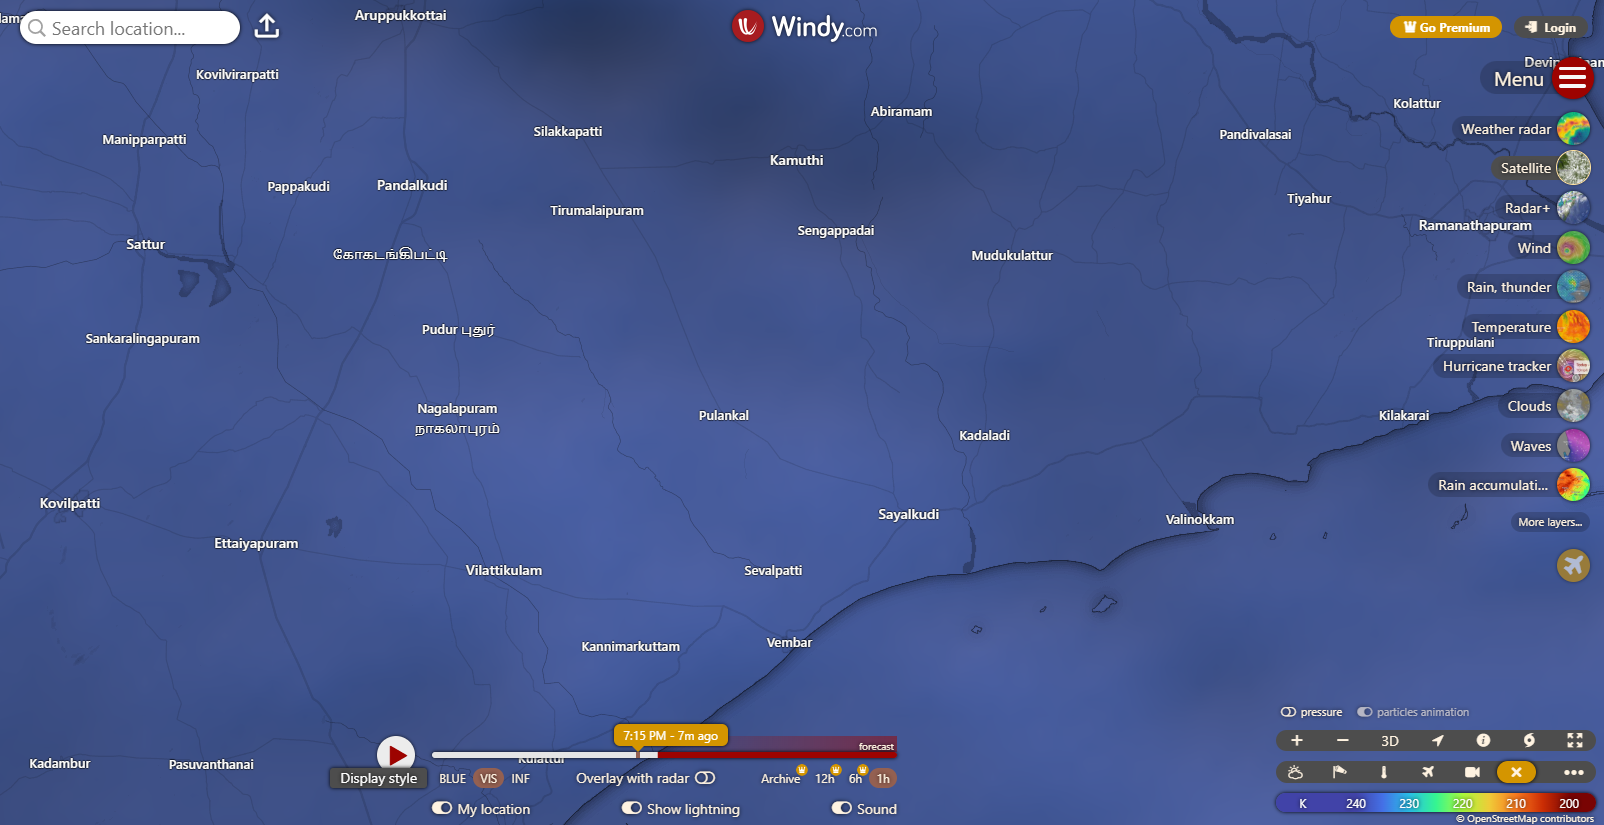 Aruppukkottai
Search location...
Windy.com
Go Premium
Login
Kovilvirarpatti
Menu
Kolattur
Abiramam
Manipparpatti
Silakkapatti
Pandivalasai
Weather radar
Kamuthi
Satellite
Pappakudi
Pandalkudi
Tirumalaipuram
Tiyahur
Radar+
Ramanathapuram
Sattur
Sengappadai
Wind
கோகடங்கிபட்டி
Mudukulattur
Rain, thunder
Pudur புதுர்
Temperature
Sankaralingapuram
Tiruppulani
Hurricane tracker
Nagalapuram
நாகலாபுரம்
Pulankal
Kilakarai
Clouds
Kadaladi
Waves
Rain accumulati...
Kovilpatti
Sayalkudi
Valinokkam
More layers...
Ettaiyapuram
Vilattikulam
Sevalpatti
Kannimarkuttam
Vembar
pressure
particles animation
7:15 PM - 7m ago
forecast
3D
Kadambur
Pasuvanthanai
Kulattur
Display style
BLUE VIS INF
Overlay with radar
Archive 12h 6h 1h
My location
Show lightning
Sound
K 240 230 220 210 200
© OpenStreetMap contributors